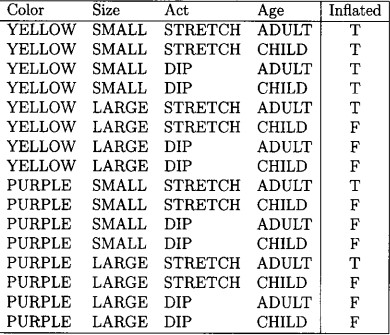 Color Size Act Age Inflated
YELLOW SMALL STRETCH ADULT T
YELLOW SMALL STRETCH CHILD T
YELLOW SMALL DIP ADULT T
YELLOW SMALL DIP CHILD T
YELLOW LARGE STRETCH ADULT T
YELLOW LARGE STRETCH CHILD F
YELLOW LARGE DIP ADULT F
YELLOW LARGE DIP CHILD F
PURPLE SMALL STRETCH ADULT T
PURPLE SMALL STRETCH CHILD F
PURPLE SMALL DIP ADULT F
PURPLE SMALL DIP CHILD F
PURPLE LARGE STRETCH ADULT T
PURPLE LARGE STRETCH CHILD F
PURPLE LARGE DIP ADULT F
PURPLE LARGE DIP CHILD F